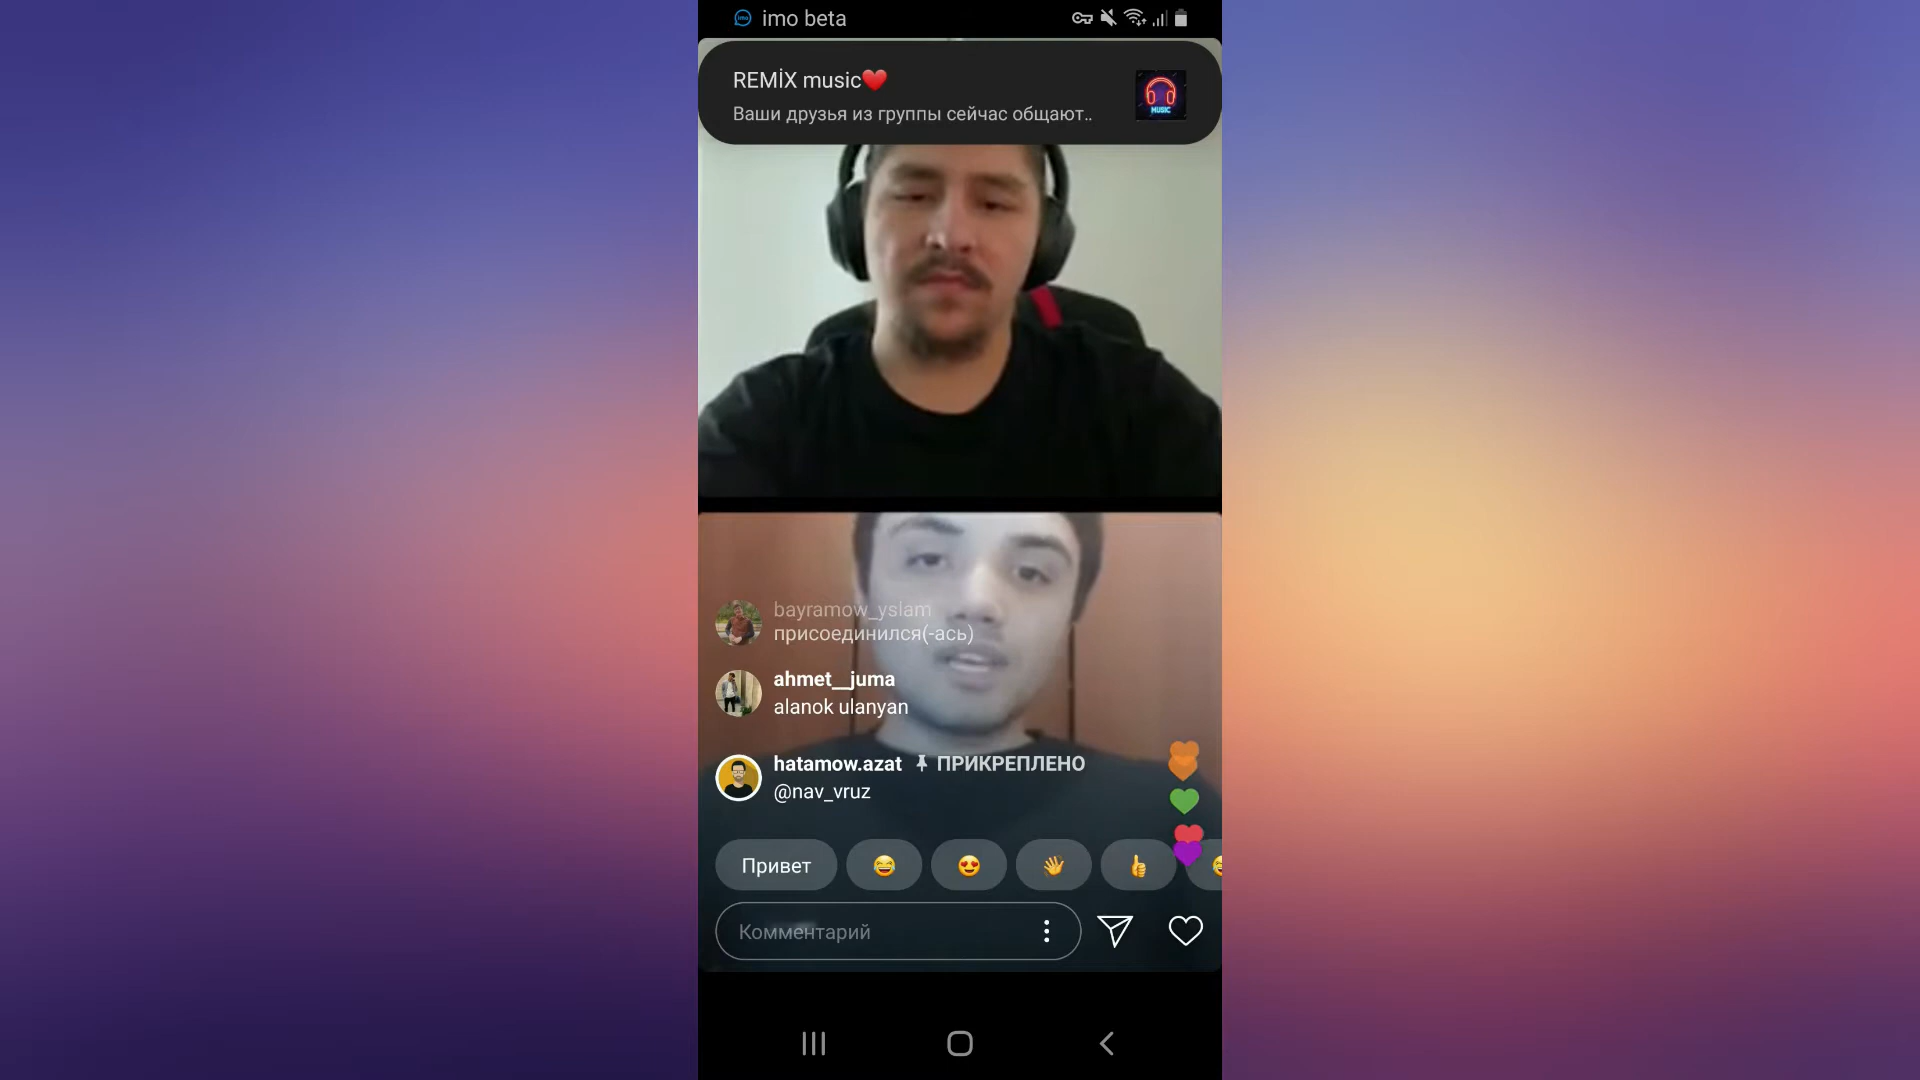 imo beta
REMİX music❤️
Ваши друзья из группы сейчас общают..
MUSIC
bayramow_yslam
присоединился(-ась)
ahmet__juma
alanok ulanyan
hatamow.azat ПРИКРЕПЛЕНО
@nav_vruz
Привет 😂 😍 👋 👍
Комментарий